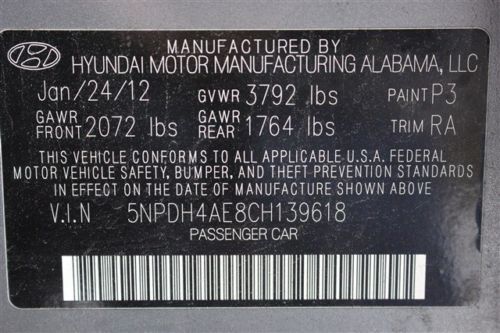 MANUFACTURED BY
HYUNDAI MOTOR MANUFACTURING ALABAMA, LLC
Jan/24/12 GVWR 3792 lbs PAINT P3
GAWR FRONT 2072 lbs GAWR REAR 1764 lbs TRIM RA
THIS VEHICLE CONFORMS TO ALL APPLICABLE U.S.A. FEDERAL
MOTOR VEHICLE SAFETY, BUMPER, AND THEFT PREVENTION STANDARDS
IN EFFECT ON THE DATE OF MANUFACTURE SHOWN ABOVE
V.I.N 5NPDH4AE8CH139618
PASSENGER CAR